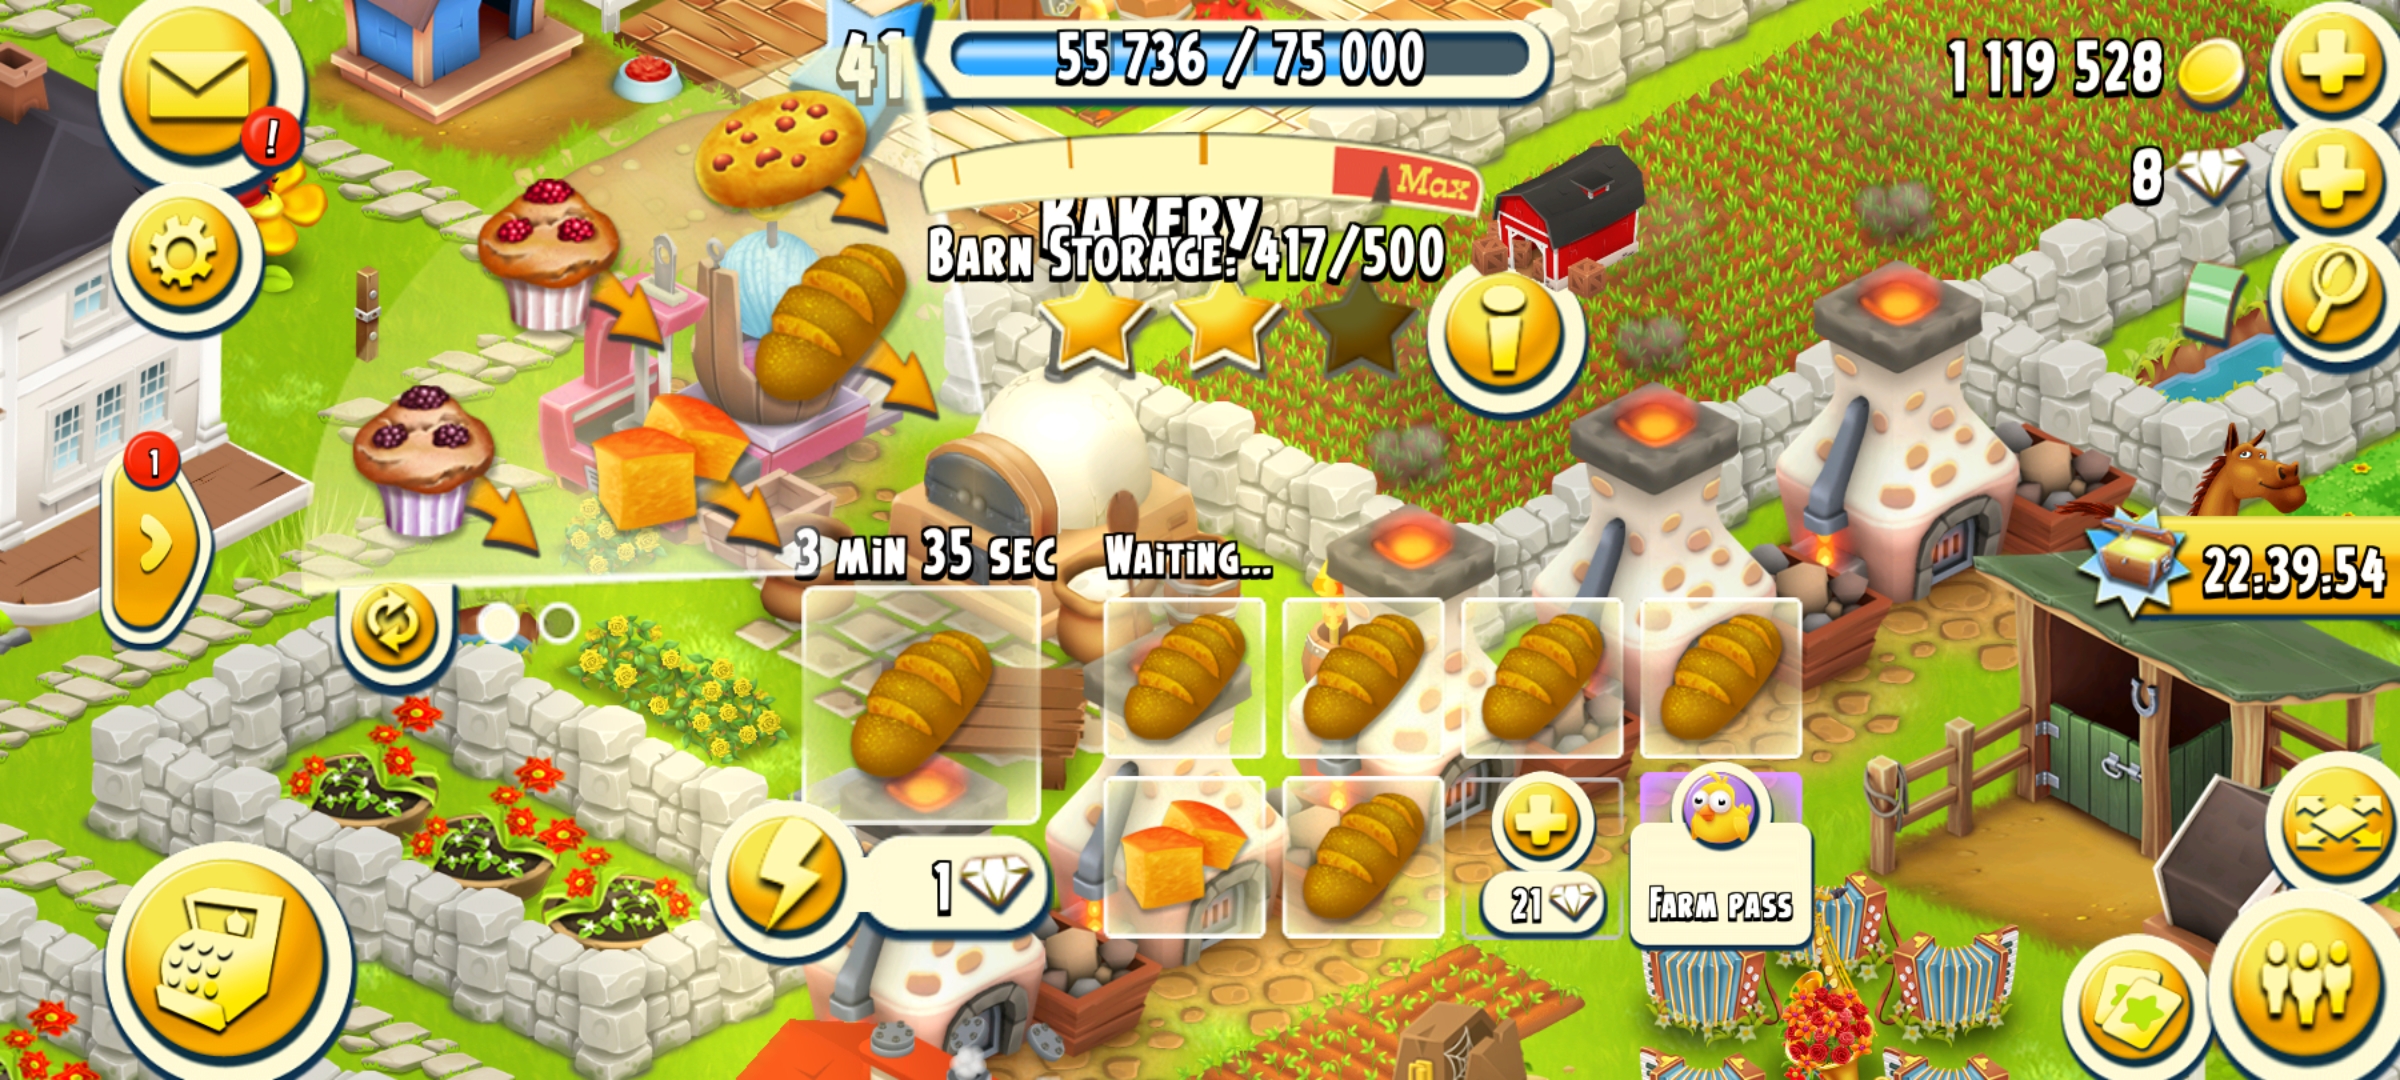 41
55 736 / 75 000
1 119 528
!
8
Max
BAKERY
BARN STORAGE: 417/500
1
3 MIN 35 SEC
WAITING...
22:39:54
1
21
FARM PASS